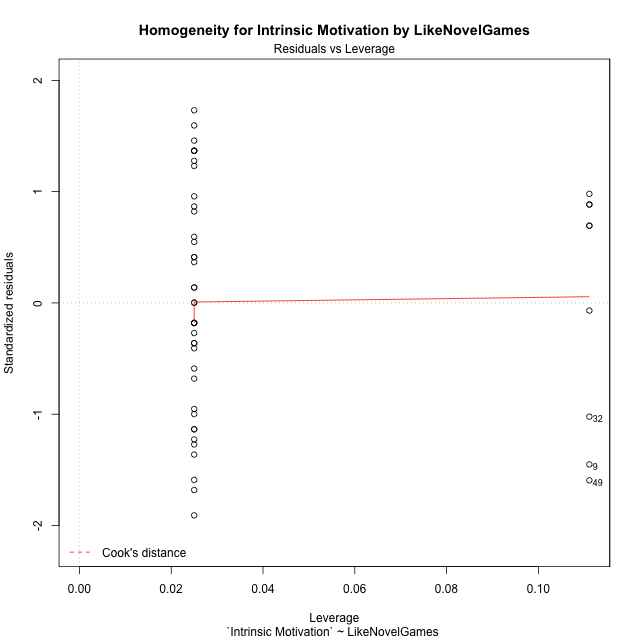 Homogeneity for Intrinsic Motivation by LikeNovelGames
Residuals vs Leverage
Standardized residuals
2
1
0
-1
-2
32
9
49
Cook's distance
0.00 0.02 0.04 0.06 0.08 0.10
Leverage
`Intrinsic Motivation` ~ LikeNovelGames